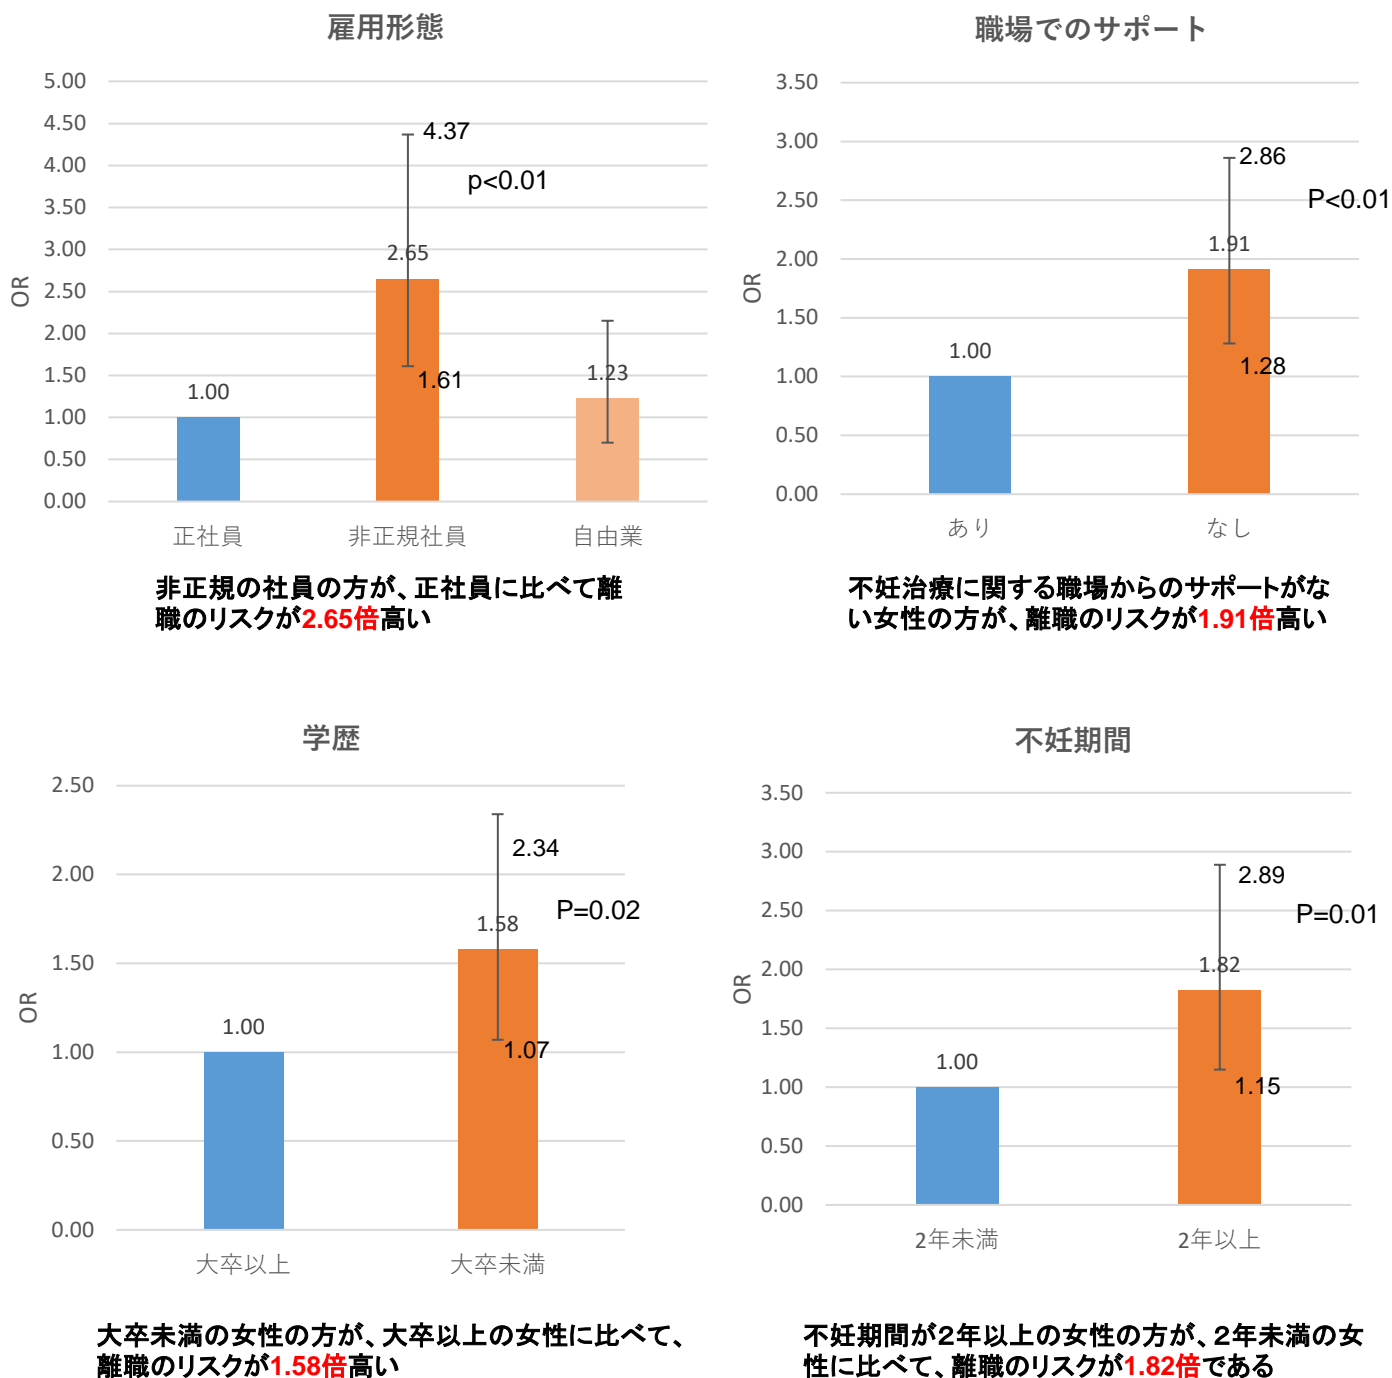 雇用形態
5.00
4.50
4.00
3.50
3.00
2.50
2.00
1.50
1.00
0.50
0.00
OR
4.37
p<0.01
2.65
1.61
1.00
1.23
正社員
非正規社員
自由業
非正規の社員の方が、正社員に比べて離
職のリスクが2.65倍高い
職場でのサポート
3.50
3.00
2.50
2.00
1.50
1.00
0.50
0.00
OR
2.86
P<0.01
1.91
1.28
1.00
あり
なし
不妊治療に関する職場からのサポートがな
い女性の方が、離職のリスクが1.91倍高い
学歴
2.50
2.00
1.50
1.00
0.50
0.00
OR
2.34
P=0.02
1.58
1.07
1.00
大卒以上
大卒未満
大卒未満の女性の方が、大卒以上の女性に比べて、
離職のリスクが1.58倍高い
不妊期間
3.50
3.00
2.50
2.00
1.50
1.00
0.50
0.00
OR
2.89
P=0.01
1.82
1.15
1.00
2年未満
2年以上
不妊期間が２年以上の女性の方が、２年未満の女
性に比べて、離職のリスクが1.82倍である